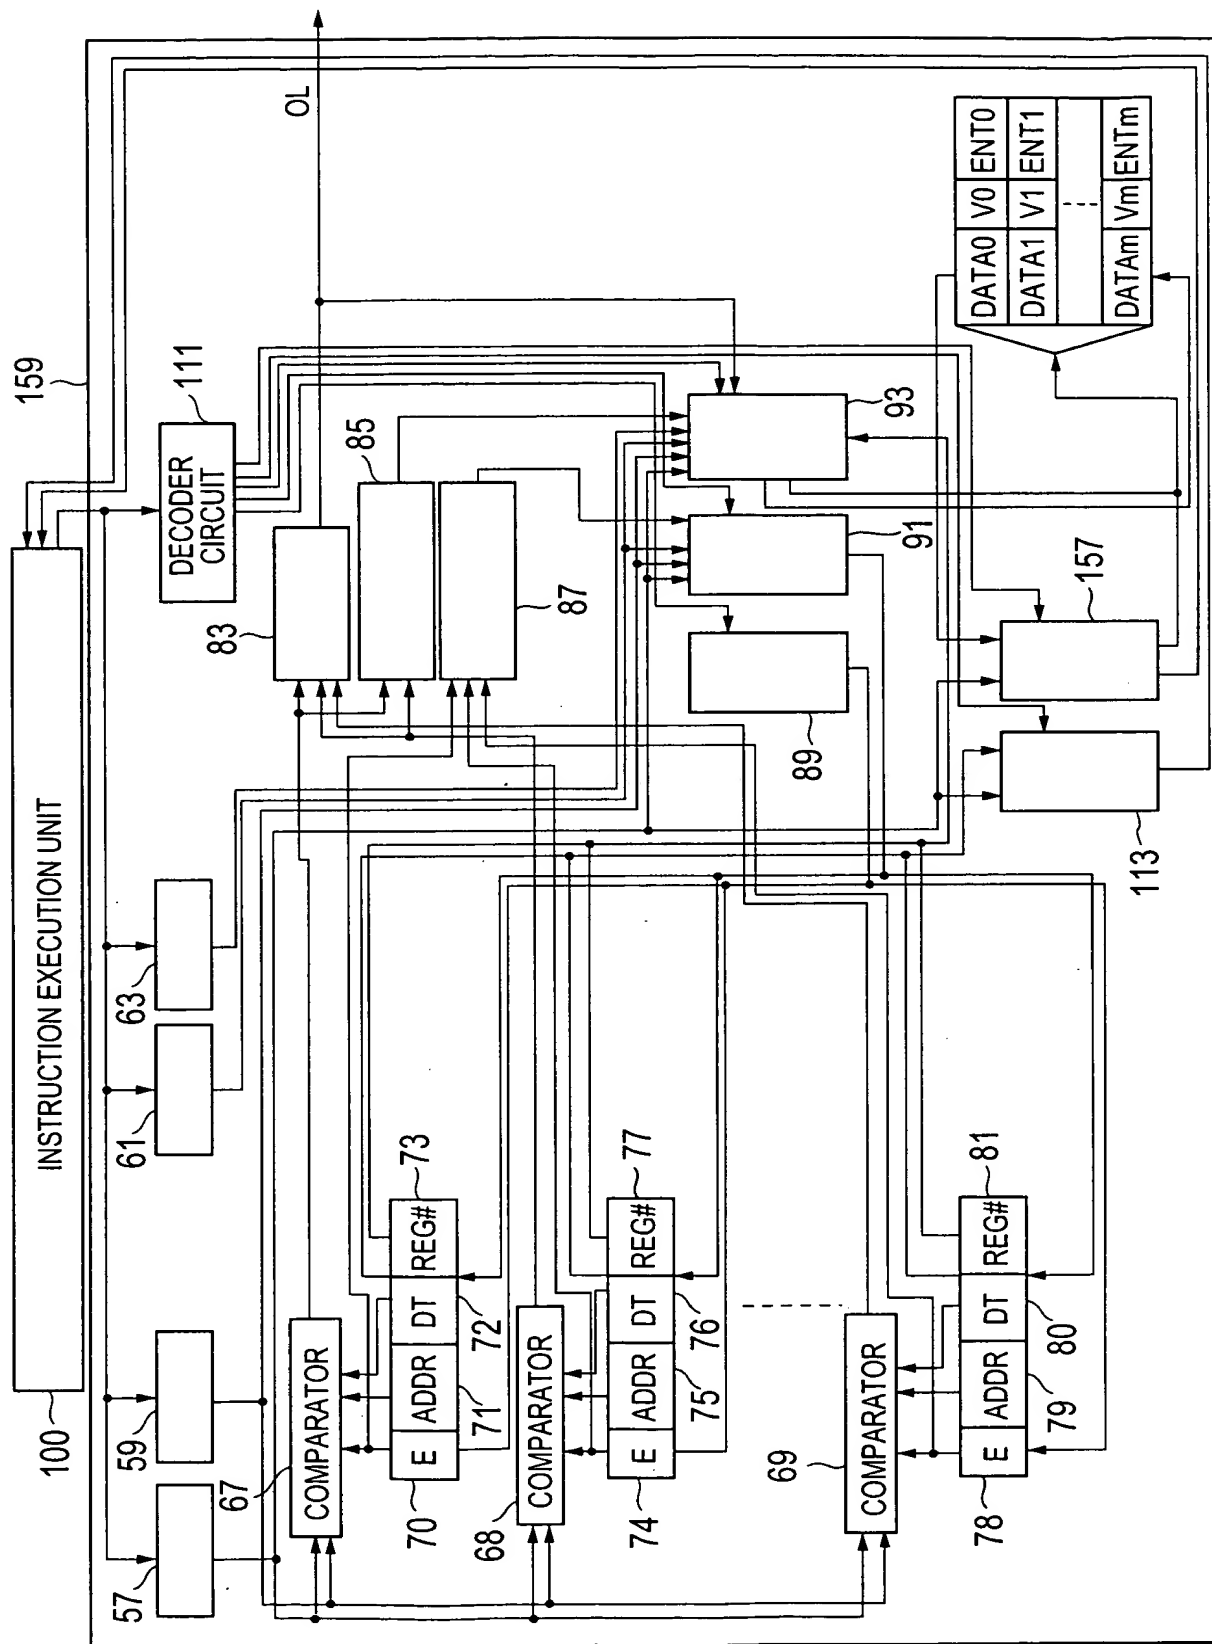 INSTRUCTION EXECUTION UNIT
100
159
OL
57
59
61
63
DECODER
CIRCUIT
111
67
COMPARATOR
E
ADDR
DT
REG#
70
71
72
73
68
COMPARATOR
E
ADDR
DT
REG#
74
75
76
77
69
COMPARATOR
E
ADDR
DT
REG#
78
79
80
81
83
85
87
89
91
93
113
157
DATA0 V0 ENT0
DATA1 V1 ENT1
DATAm Vm ENTm